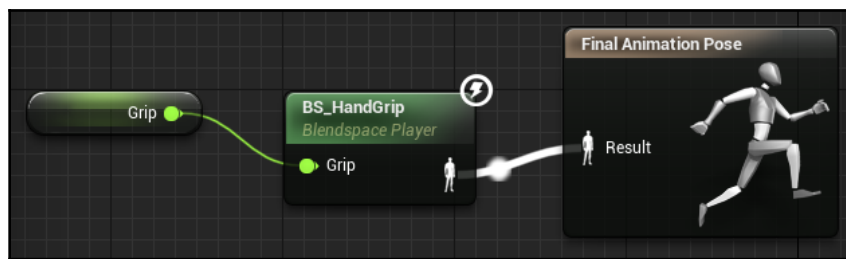 Grip
BS_HandGrip
Blendspace Player
Grip
Final Animation Pose
Result